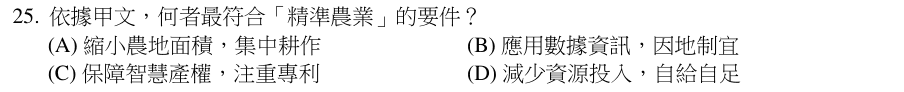 25. 依據甲文，何者最符合「精準農業」的要件？
(A) 縮小農地面積，集中耕作 (B) 應用數據資訊，因地制宜
(C) 保障智慧產權，注重專利 (D) 減少資源投入，自給自足